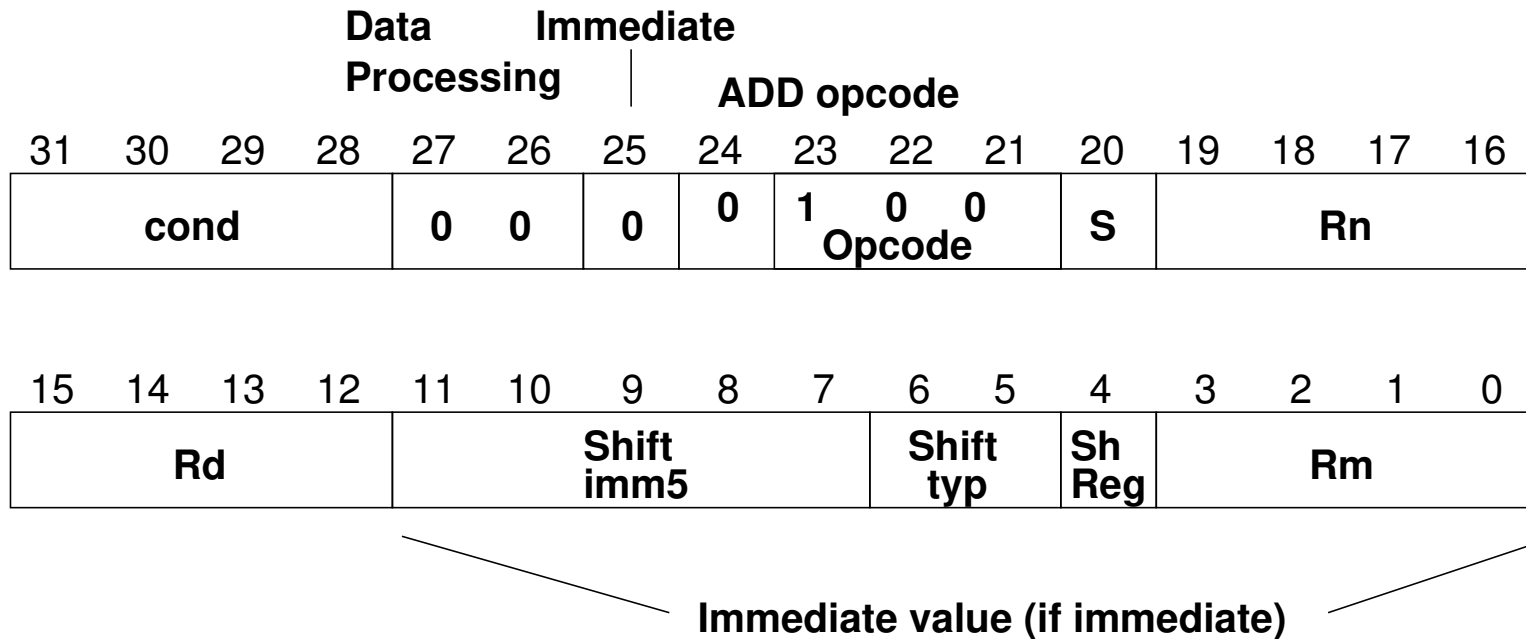 Data Immediate
Processing
ADD opcode
31 30 29 28 27 26 25 24 23 22 21 20 19 18 17 16
cond 0 0 0 0 1 0 0 S Rn
Opcode
15 14 13 12 11 10 9 8 7 6 5 4 3 2 1 0
Rd Shift Shift Sh Rm
imm5 typ Reg
Immediate value (if immediate)